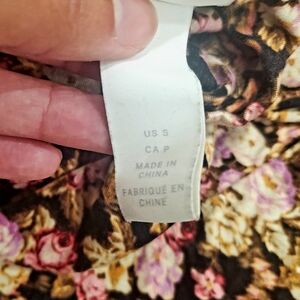 US S
CA P
MADE IN
CHINA
FABRIQUÉ EN
CHINE